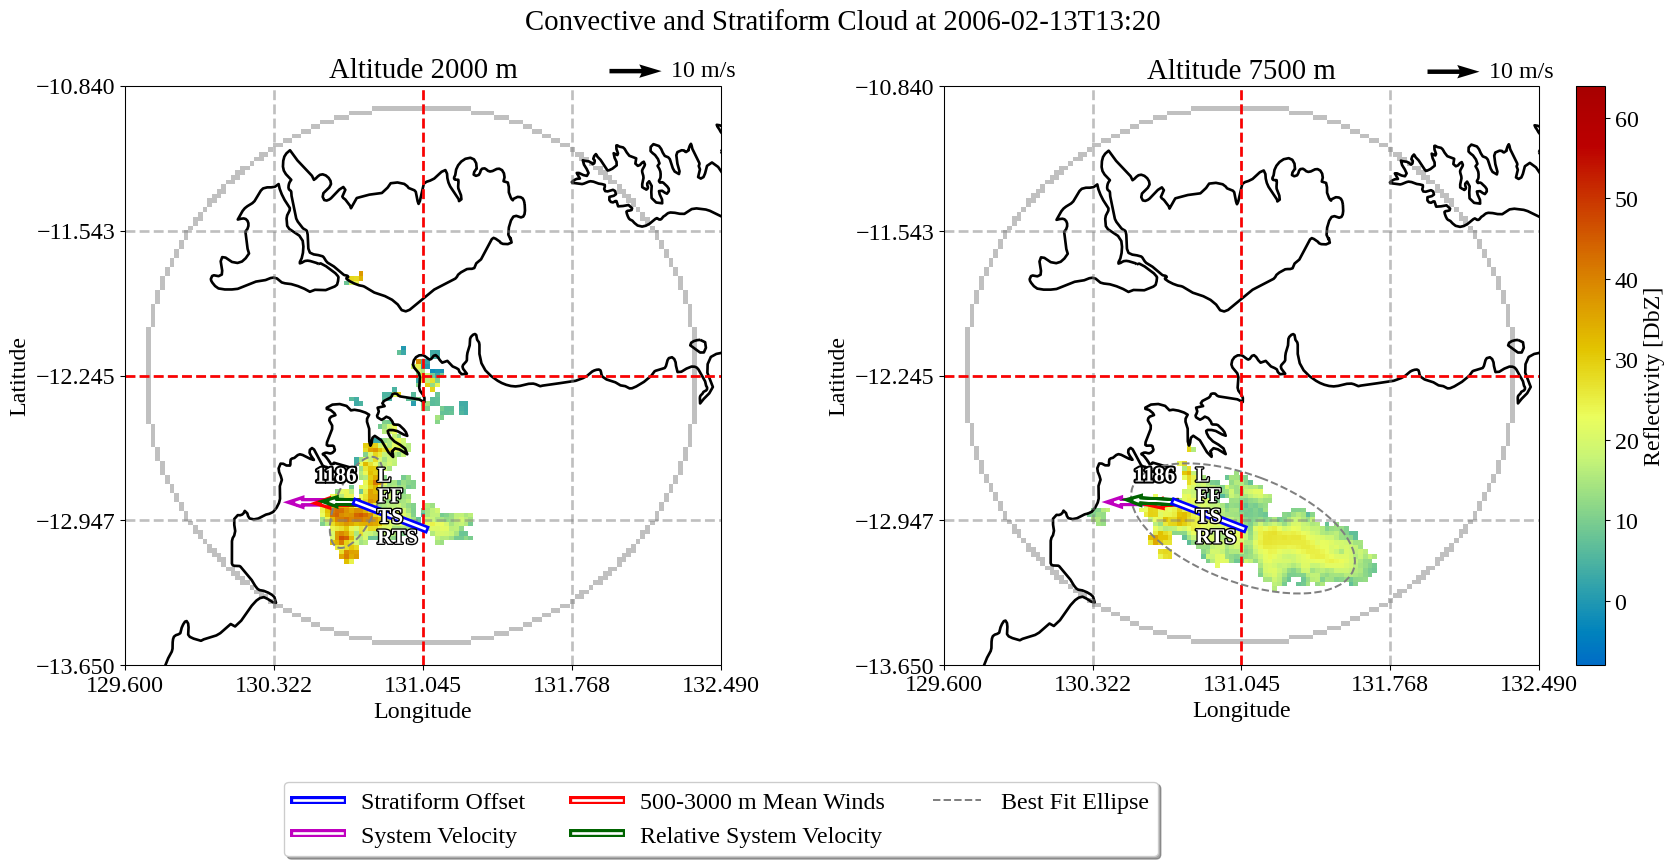 Convective and Stratiform Cloud at 2006-02-13T13:20
Altitude 2000 m
10 m/s
Altitude 7500 m
10 m/s
−10.840
−11.543
−12.245
−12.947
−13.650
Latitude
129.600
130.322
131.045
131.768
132.490
Longitude
1186
L
FF
TS
RTS
−10.840
−11.543
−12.245
−12.947
−13.650
Latitude
129.600
130.322
131.045
131.768
132.490
Longitude
1186
L
FF
TS
RTS
60
50
40
30
20
10
0
Reflectivity [DbZ]
Stratiform Offset
System Velocity
500-3000 m Mean Winds
Relative System Velocity
Best Fit Ellipse